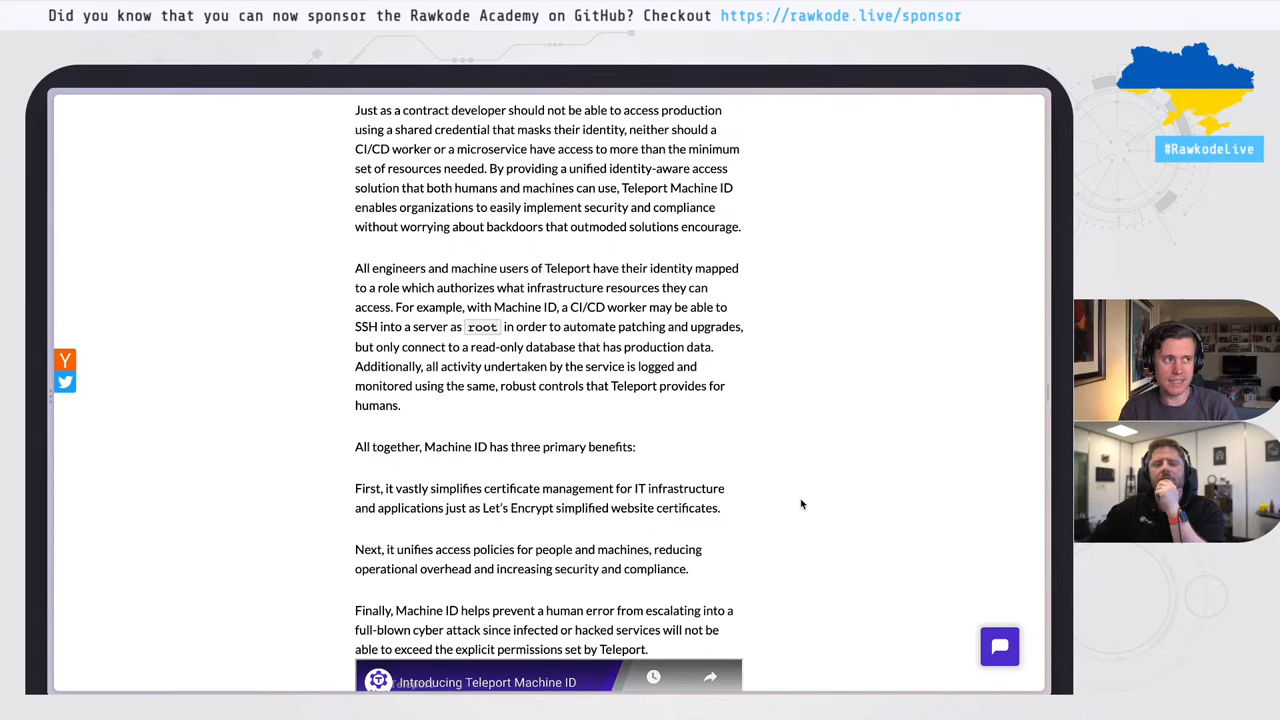 Did you know that you can now sponsor the Rawkode Academy on GitHub? Checkout https://rawkode.live/sponsor
#RawkodeLive
Just as a contract developer should not be able to access production
using a shared credential that masks their identity, neither should a
CI/CD worker or a microservice have access to more than the minimum
set of resources needed. By providing a unified identity-aware access
solution that both humans and machines can use, Teleport Machine ID
enables organizations to easily implement security and compliance
without worrying about backdoors that outmoded solutions encourage.
All engineers and machine users of Teleport have their identity mapped
to a role which authorizes what infrastructure resources they can
access. For example, with Machine ID, a CI/CD worker may be able to
SSH into a server as root in order to automate patching and upgrades,
but only connect to a read-only database that has production data.
Additionally, all activity undertaken by the service is logged and
monitored using the same, robust controls that Teleport provides for
humans.
All together, Machine ID has three primary benefits:
First, it vastly simplifies certificate management for IT infrastructure
and applications just as Let's Encrypt simplified website certificates.
Next, it unifies access policies for people and machines, reducing
operational overhead and increasing security and compliance.
Finally, Machine ID helps prevent a human error from escalating into a
full-blown cyber attack since infected or hacked services will not be
able to exceed the explicit permissions set by Teleport.
Introducing Teleport Machine ID
Y